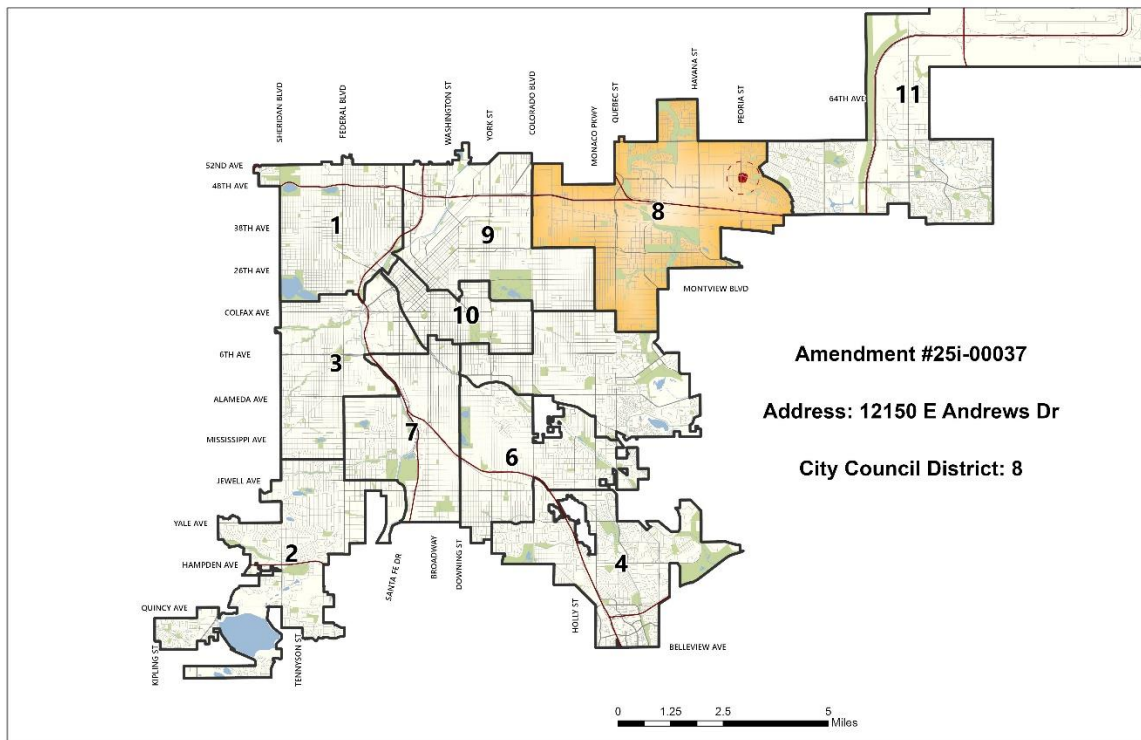 SHERIDAN BLVD
FEDERAL BLVD
WASHINGTON ST
YORK ST
COLORADO BLVD
MONACO PKWY
QUEBEC ST
HAVANA ST
PEORIA ST
64TH AVE
11
52ND AVE
48TH AVE
1
9
8
38TH AVE
26TH AVE
MONTVIEW BLVD
COLFAX AVE
10
6TH AVE
3
Amendment #25i-00037
ALAMEDA AVE
Address: 12150 E Andrews Dr
MISSISSIPPI AVE
7
6
City Council District: 8
JEWELL AVE
YALE AVE
2
4
HAMPDEN AVE
SANTA FE DR
BROADWAY
DOWNING ST
QUINCY AVE
HOLLY ST
KIPLING ST
TENNYSON ST
BELLEVIEW AVE
0 1.25 2.5 5
Miles